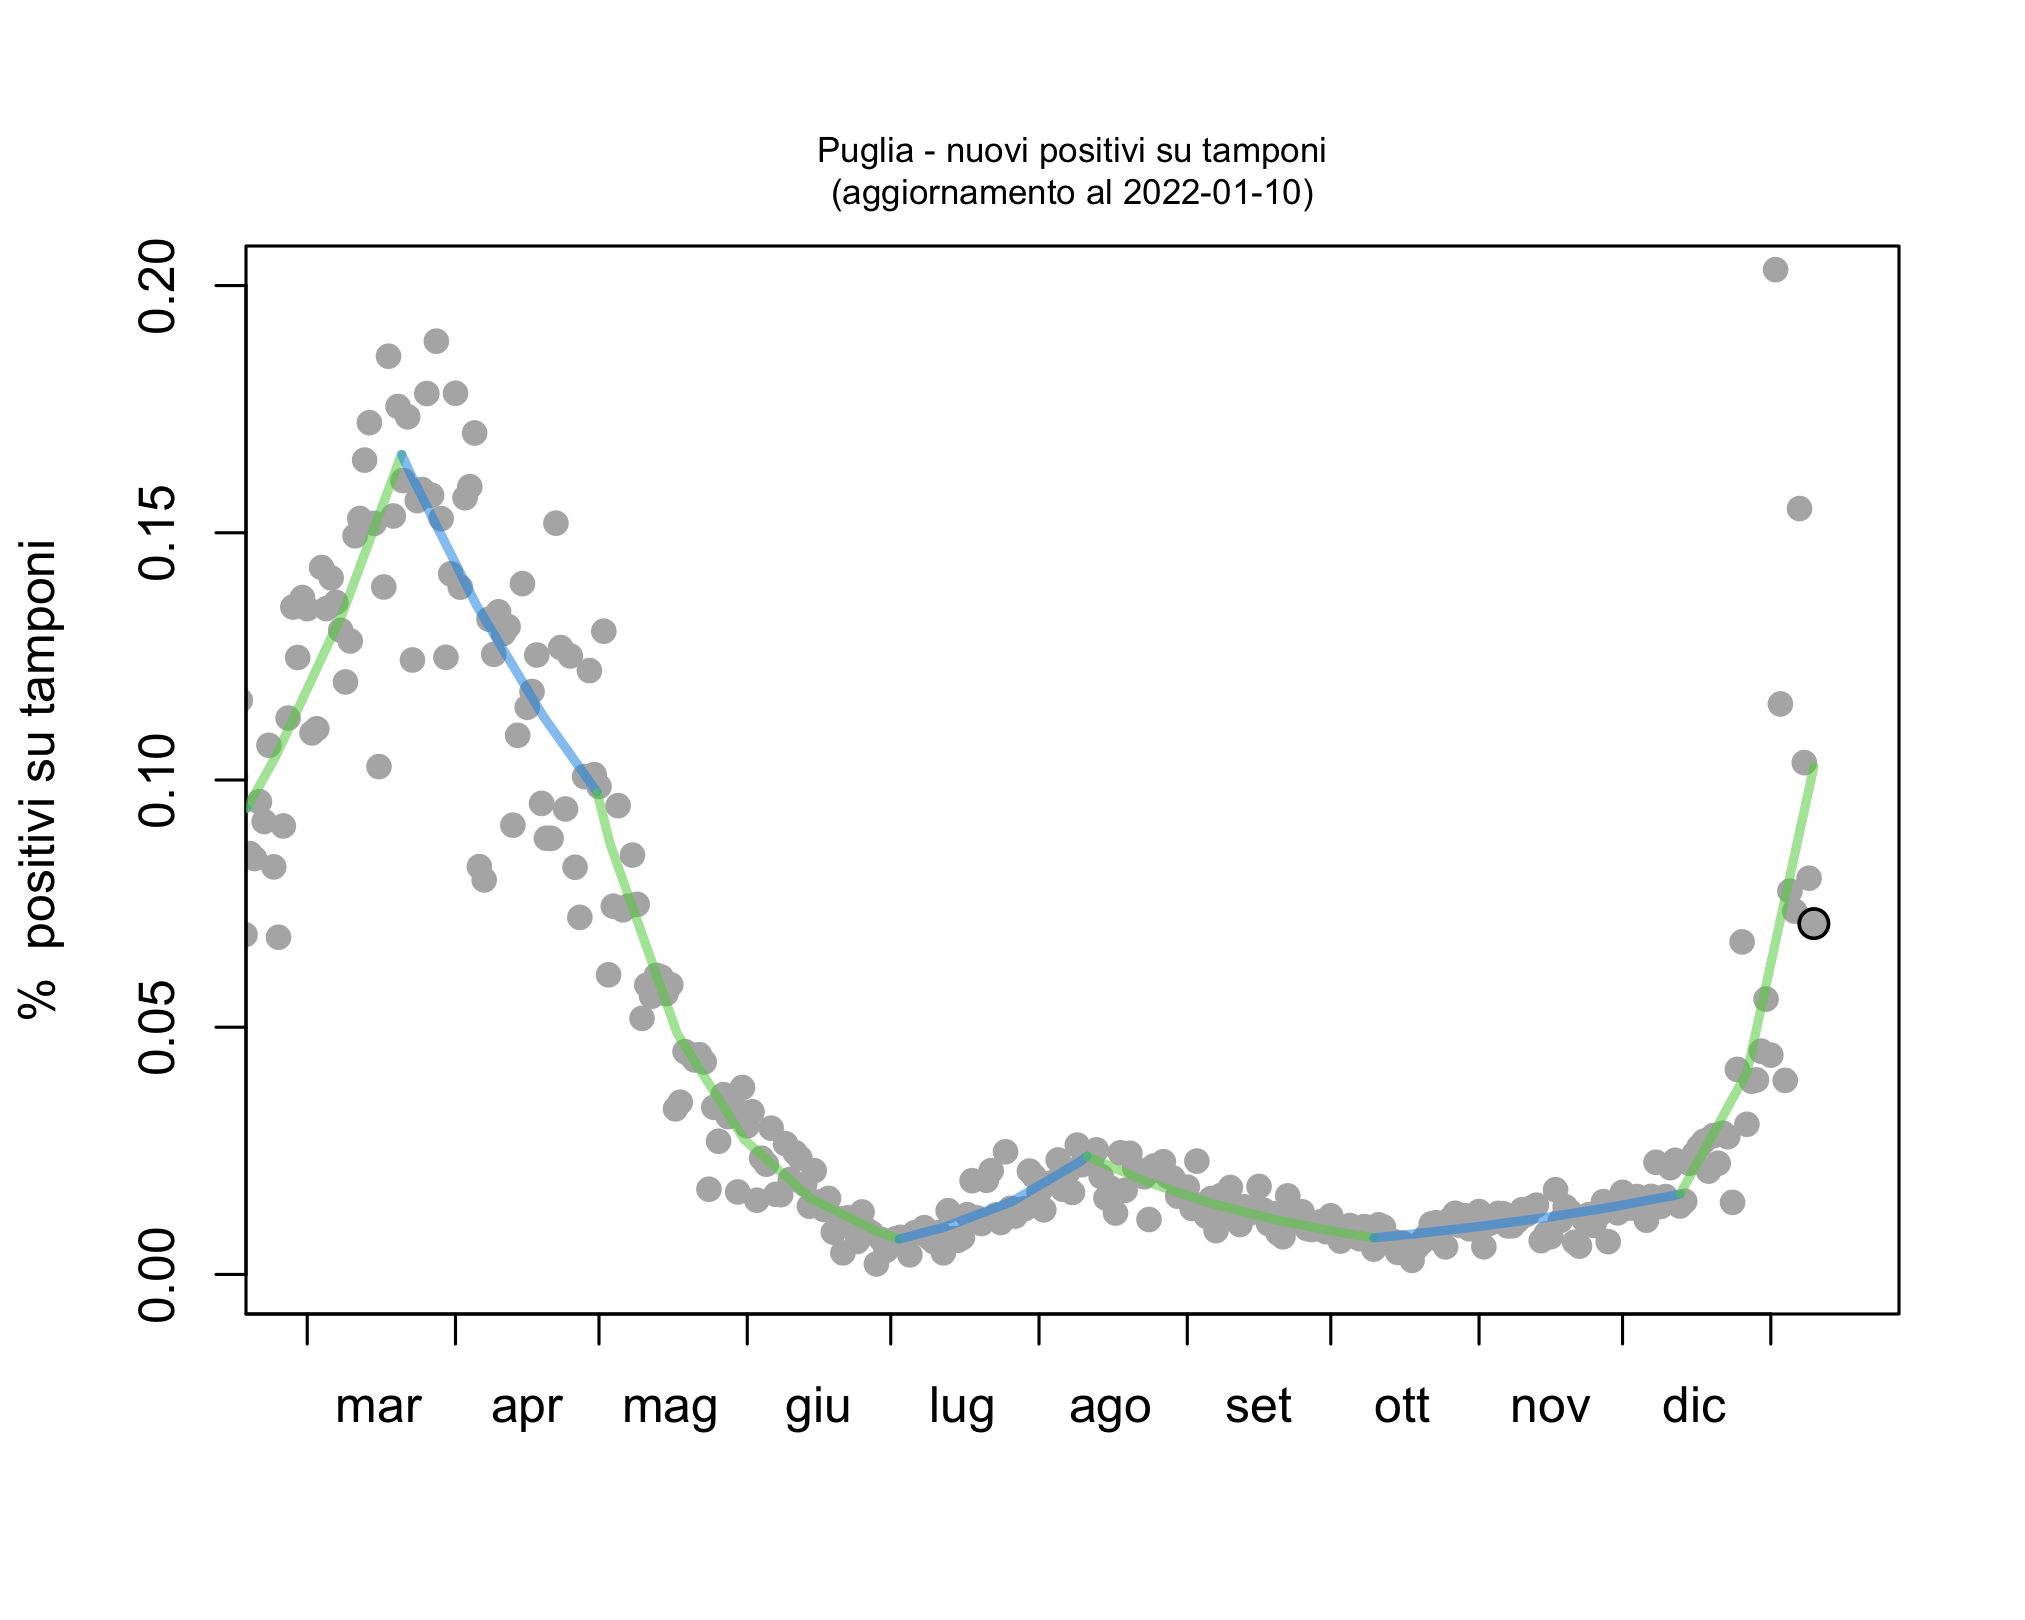 Puglia - nuovi positivi su tamponi
(aggiornamento al 2022-01-10)
% positivi su tamponi
0.20
0.15
0.10
0.05
0.00
mar apr mag giu lug ago set ott nov dic